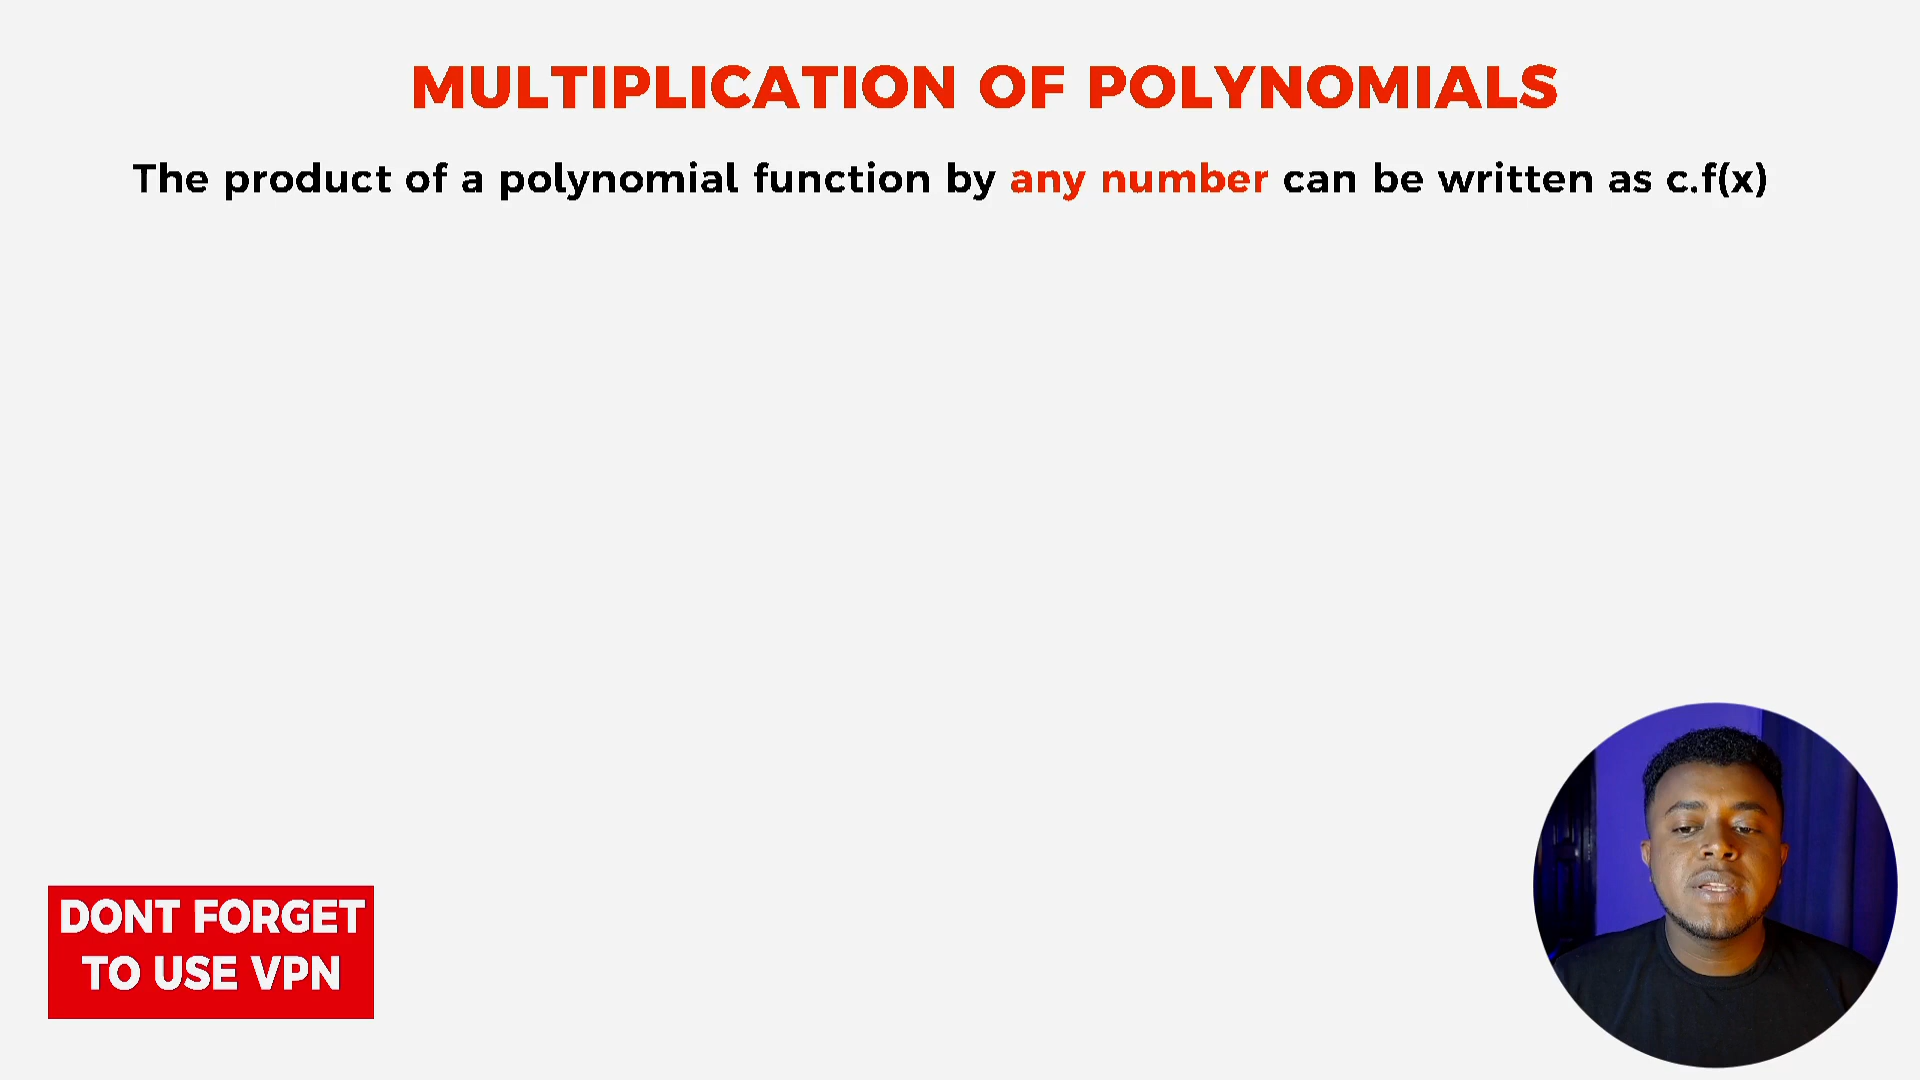 MULTIPLICATION OF POLYNOMIALS
The product of a polynomial function by any number can be written as c.f(x)
DONT FORGET
TO USE VPN